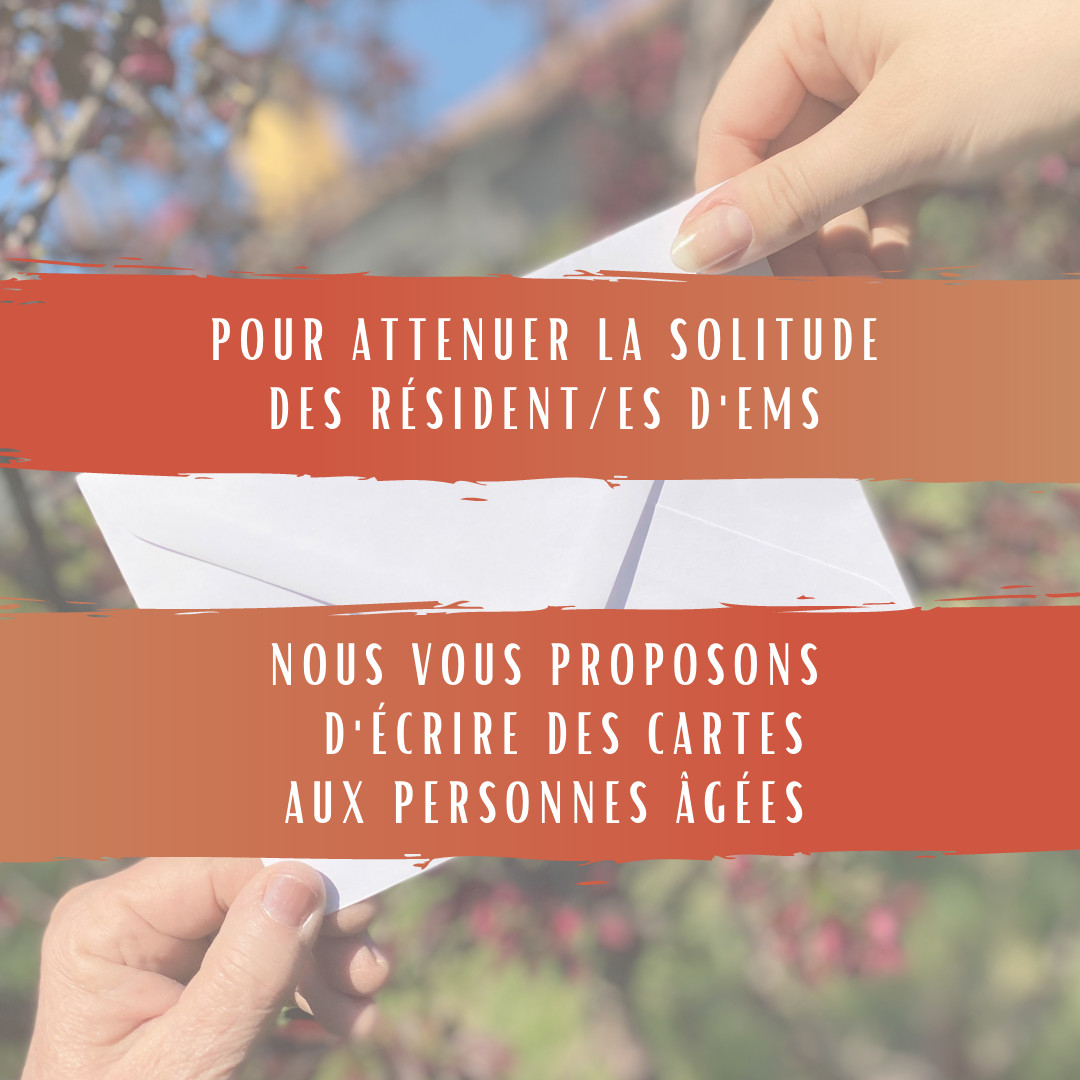 POUR ATTENUER LA SOLITUDE
DES RÉSIDENT/ES D'EMS
NOUS VOUS PROPOSONS
D'ÉCRIRE DES CARTES
AUX PERSONNES ÂGÉES